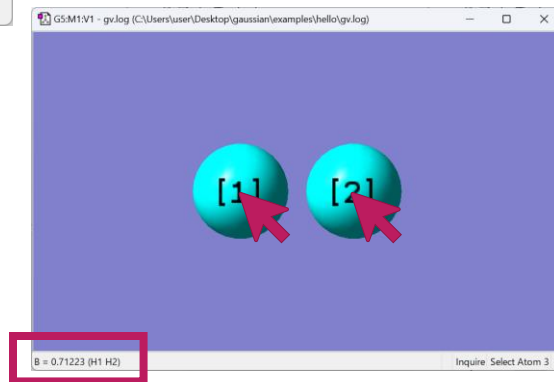 G5:M1:V1 - gv.log (C:\Users\user\Desktop\gaussian\examples\hello\gv.log)
[1] [2]
B = 0.71223 (H1 H2) Inquire Select Atom 3